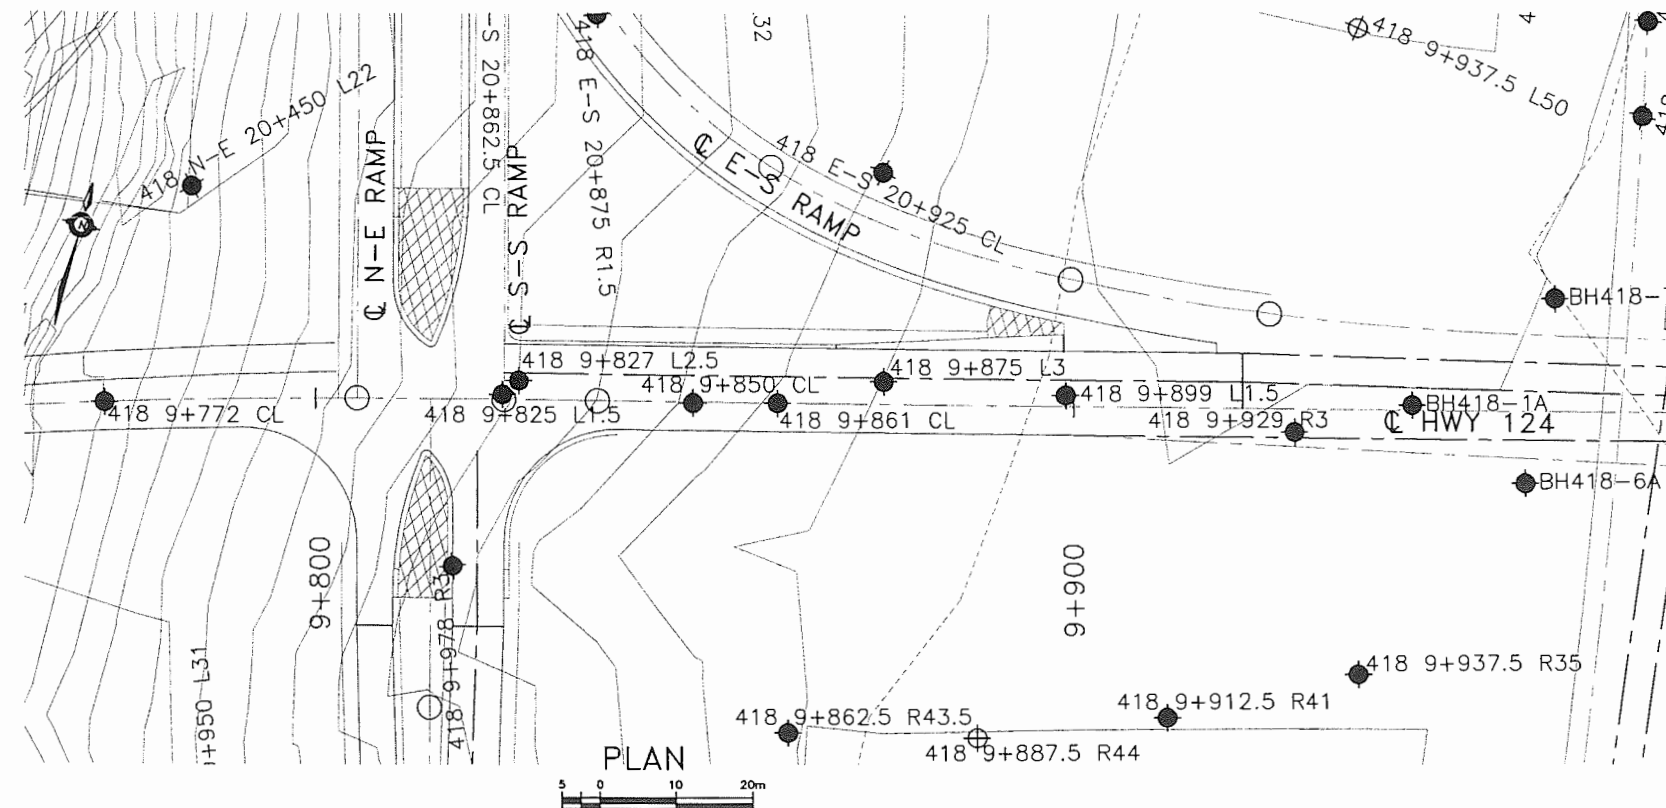 418 9+937.5 L50
4
418 N-E 20+450 L22
-S 20+862.5 CL
418 E-S 20+875 R1.5
.32
418 E-S 20+925 CL
℄ E-S RAMP
℄ N-E RAMP
℄ S-S RAMP
418
N
BH418-
418 9+827 L2.5
418 9+850 CL
418 9+875 L3
418 9+772 CL
418 9+825 L1.5
418 9+861 CL
418 9+899 L1.5
418 9+929 R3
BH418-1A
℄ HWY 124
BH418-6A
9+800
9+900
418 9+978 R3
+950 L31
418 9+937.5 R35
418 9+862.5 R43.5
418 9+912.5 R41
418 9+887.5 R44
PLAN
5 0 10 20m